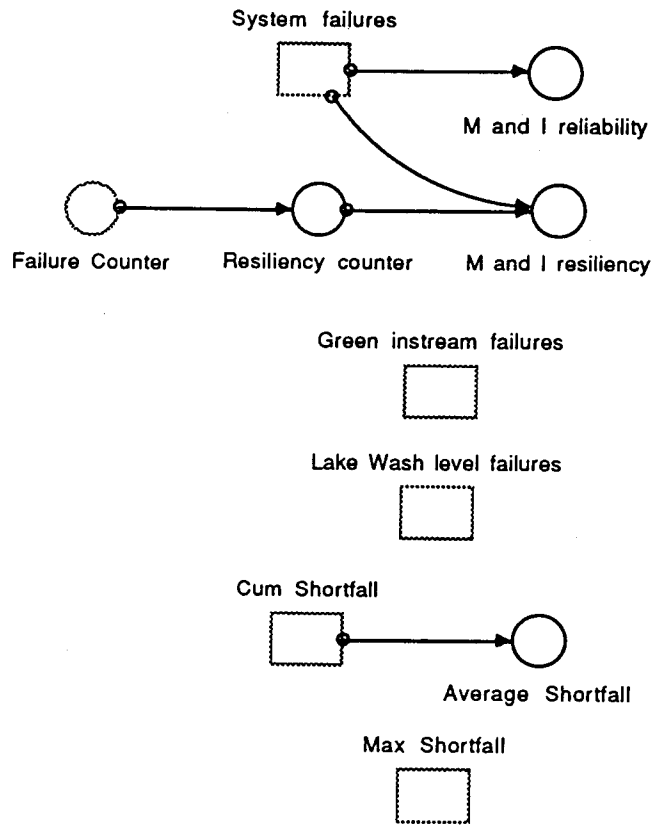 System failures
M and I reliability
Failure Counter
Resiliency counter
M and I resiliency
Green instream failures
Lake Wash level failures
Cum Shortfall
Average Shortfall
Max Shortfall